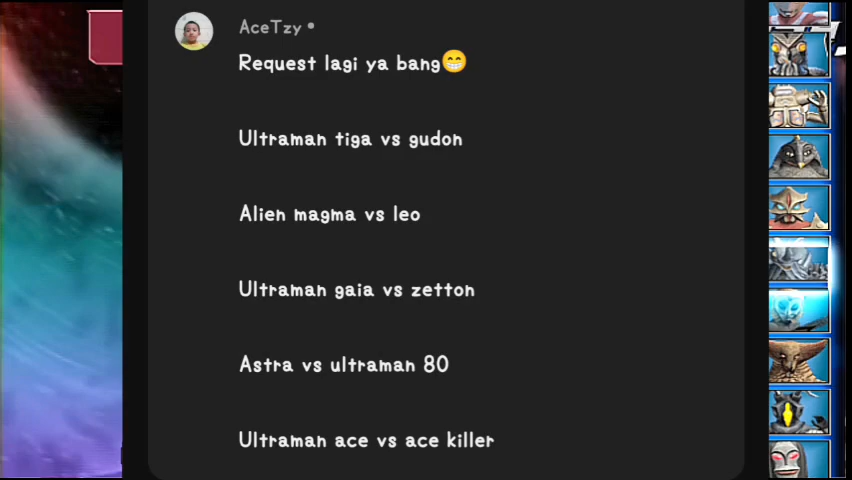 AceTzy
Request lagi ya bang😁
Ultraman tiga vs gudon
Alien magma vs leo
Ultraman gaia vs zetton
Astra vs ultraman 80
Ultraman ace vs ace killer